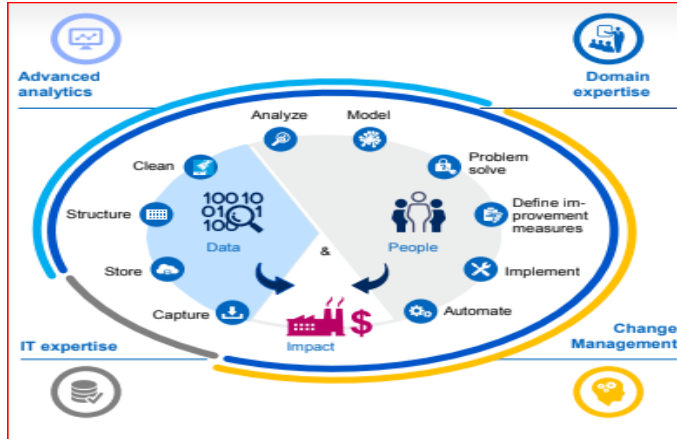 Advanced
analytics
Domain
expertise
Analyze
Model
Clean
Problem
solve
Structure
Define im-
provement
measures
10010
01 1
100
Data
&
People
Store
Implement
Capture
Automate
$
Impact
IT expertise
Change
Management